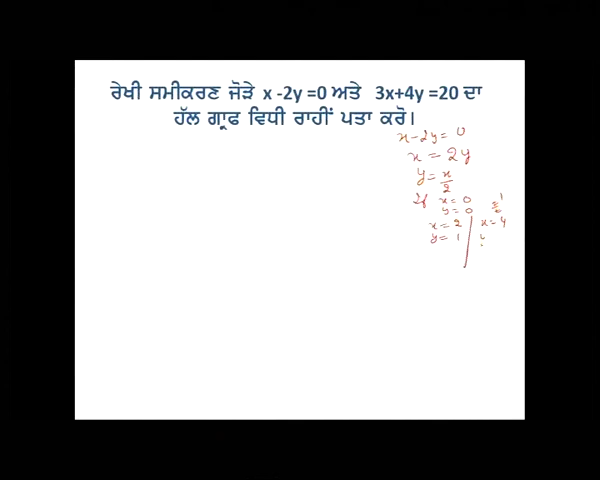 ਰੇਖੀ ਸਮੀਕਰਣ ਜੋੜੇ x -2y =0 ਅਤੇ 3x+4y =20 ਦਾ
ਹੱਲ ਗ੍ਰਾਫ ਵਿਧੀ ਰਾਹੀਂ ਪਤਾ ਕਰੋ।
x-2y= 0
x = 2y
y = x/2
If x = 0
y = 0
x = 2 x = 4
y = 1 y